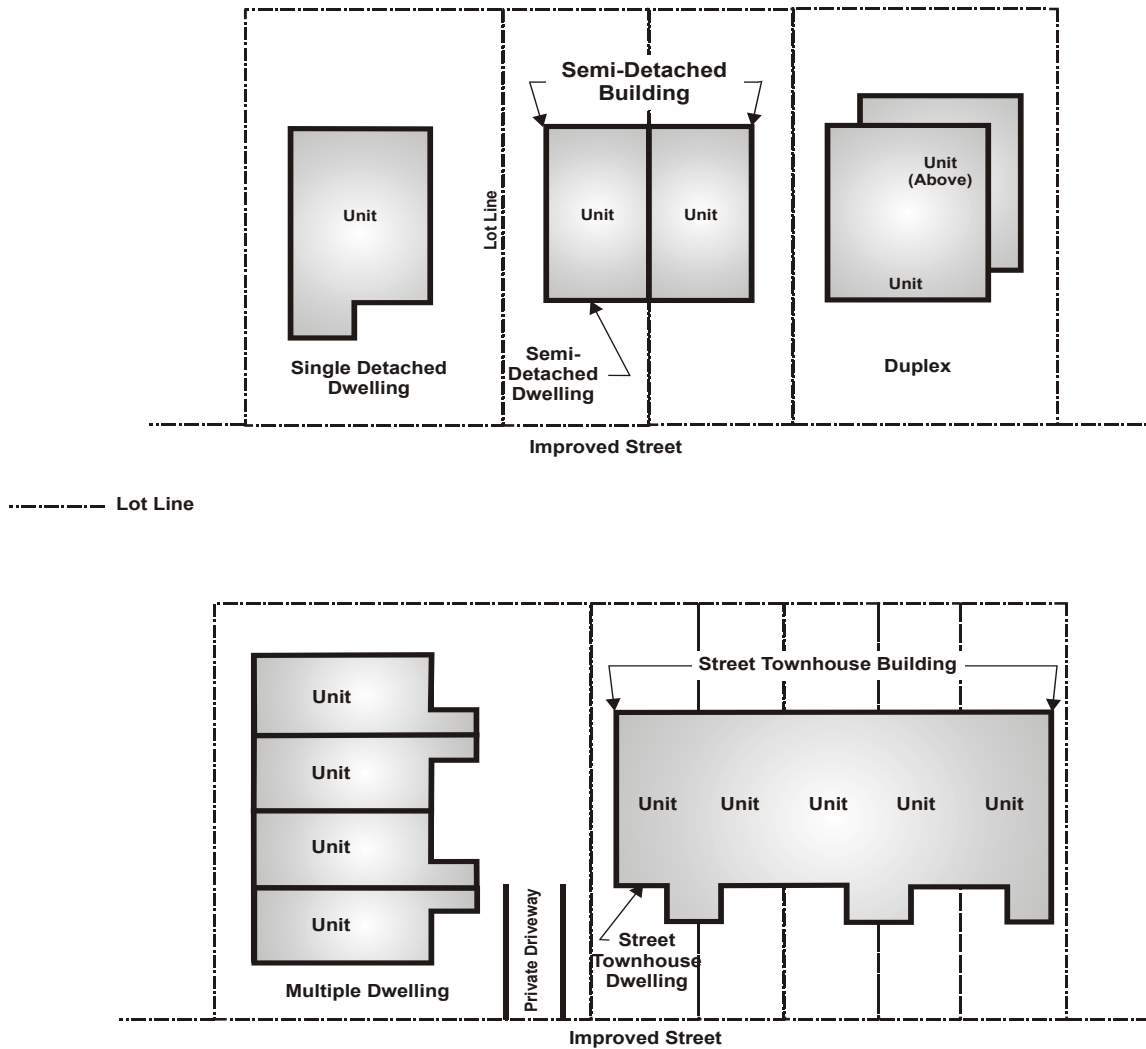 Semi-Detached
Building
Unit
Lot Line
Unit
Unit
Unit
(Above)
Unit
Single Detached
Dwelling
Semi-
Detached
Dwelling
Duplex
Improved Street
Lot Line
Street Townhouse Building
Unit
Unit
Unit
Unit
Unit
Unit
Unit
Unit
Unit
Private Driveway
Street
Townhouse
Dwelling
Multiple Dwelling
Improved Street